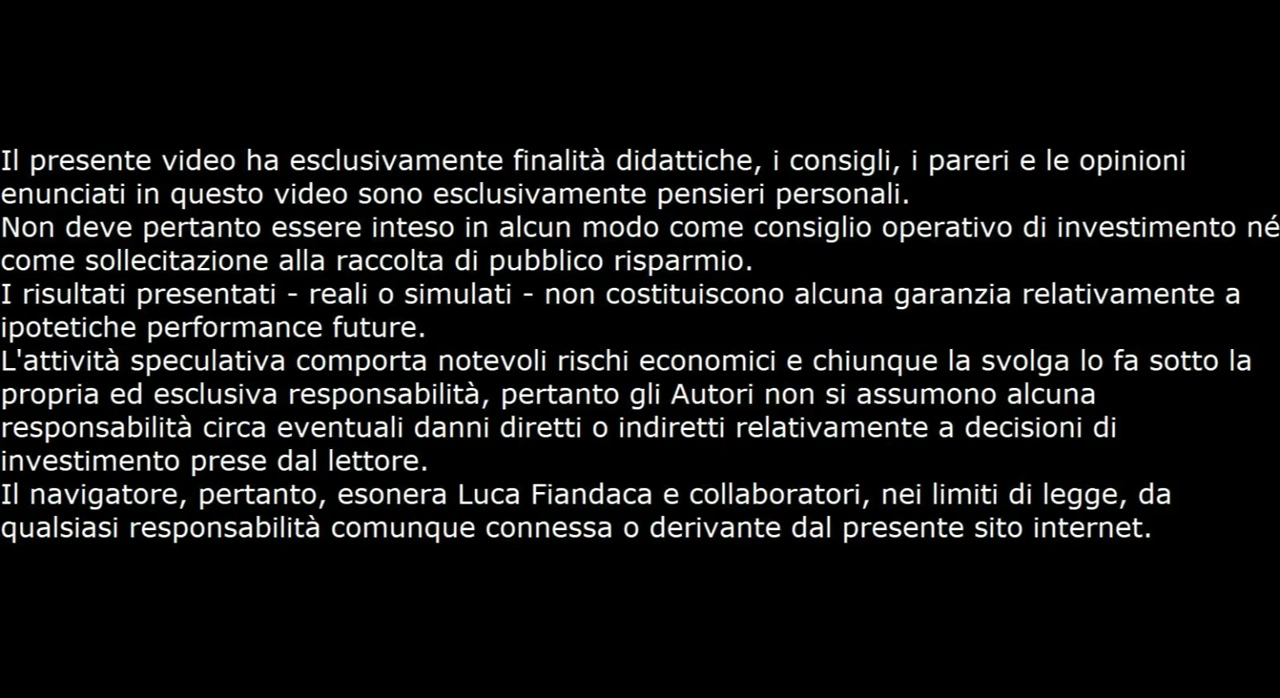 Il presente video ha esclusivamente finalità didattiche, i consigli, i pareri e le opinioni
enunciati in questo video sono esclusivamente pensieri personali.
Non deve pertanto essere inteso in alcun modo come consiglio operativo di investimento né
come sollecitazione alla raccolta di pubblico risparmio.
I risultati presentati - reali o simulati - non costituiscono alcuna garanzia relativamente a
ipotetiche performance future.
L'attività speculativa comporta notevoli rischi economici e chiunque la svolga lo fa sotto la
propria ed esclusiva responsabilità, pertanto gli Autori non si assumono alcuna
responsabilità circa eventuali danni diretti o indiretti relativamente a decisioni di
investimento prese dal lettore.
Il navigatore, pertanto, esonera Luca Fiandaca e collaboratori, nei limiti di legge, da
qualsiasi responsabilità comunque connessa o derivante dal presente sito internet.